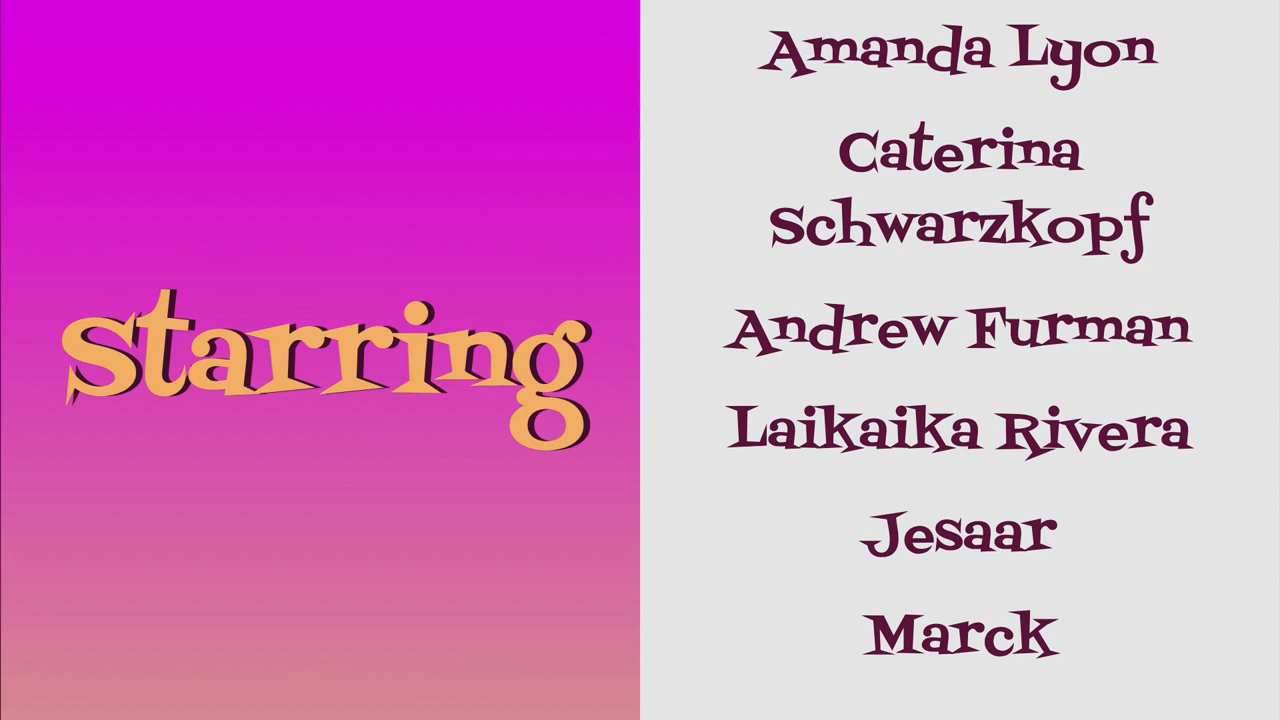 Starring
Amanda Lyon
Caterina
Schwarzkopf
Andrew Furman
Laikaika Rivera
Jesaar
Marck